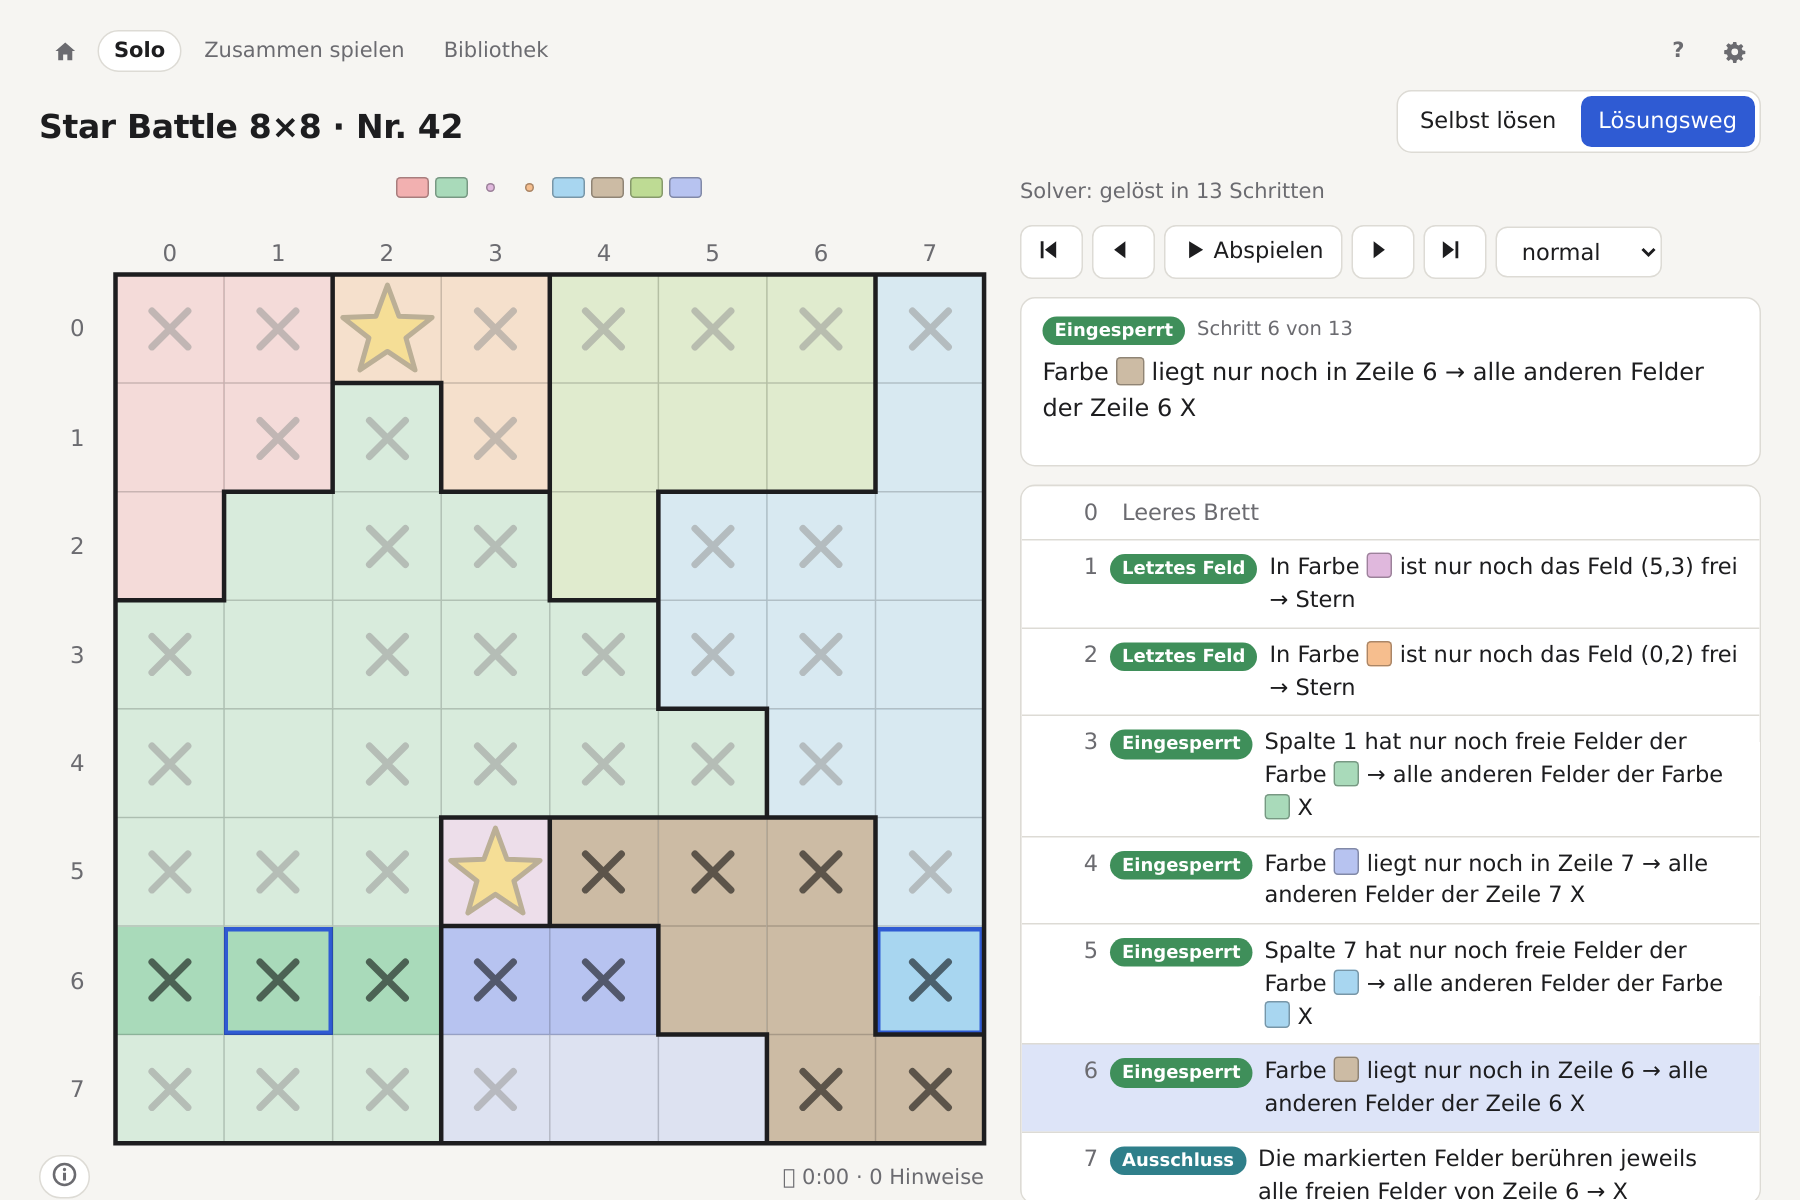 Solo Zusammen spielen Bibliothek ?
Star Battle 8×8 · Nr. 42
Selbst lösen Lösungsweg
Solver: gelöst in 13 Schritten
Abspielen normal
0 1 2 3 4 5 6 7
0
1
2
3
4
5
6
7
0:00 · 0 Hinweise
Eingesperrt Schritt 6 von 13
Farbe liegt nur noch in Zeile 6 → alle anderen Felder
der Zeile 6 X
0 Leeres Brett
1 Letztes Feld In Farbe ist nur noch das Feld (5,3) frei
→ Stern
2 Letztes Feld In Farbe ist nur noch das Feld (0,2) frei
→ Stern
3 Eingesperrt Spalte 1 hat nur noch freie Felder der
Farbe → alle anderen Felder der Farbe
X
4 Eingesperrt Farbe liegt nur noch in Zeile 7 → alle
anderen Felder der Zeile 7 X
5 Eingesperrt Spalte 7 hat nur noch freie Felder der
Farbe → alle anderen Felder der Farbe
X
6 Eingesperrt Farbe liegt nur noch in Zeile 6 → alle
anderen Felder der Zeile 6 X
7 Ausschluss Die markierten Felder berühren jeweils
alle freien Felder von Zeile 6 → X